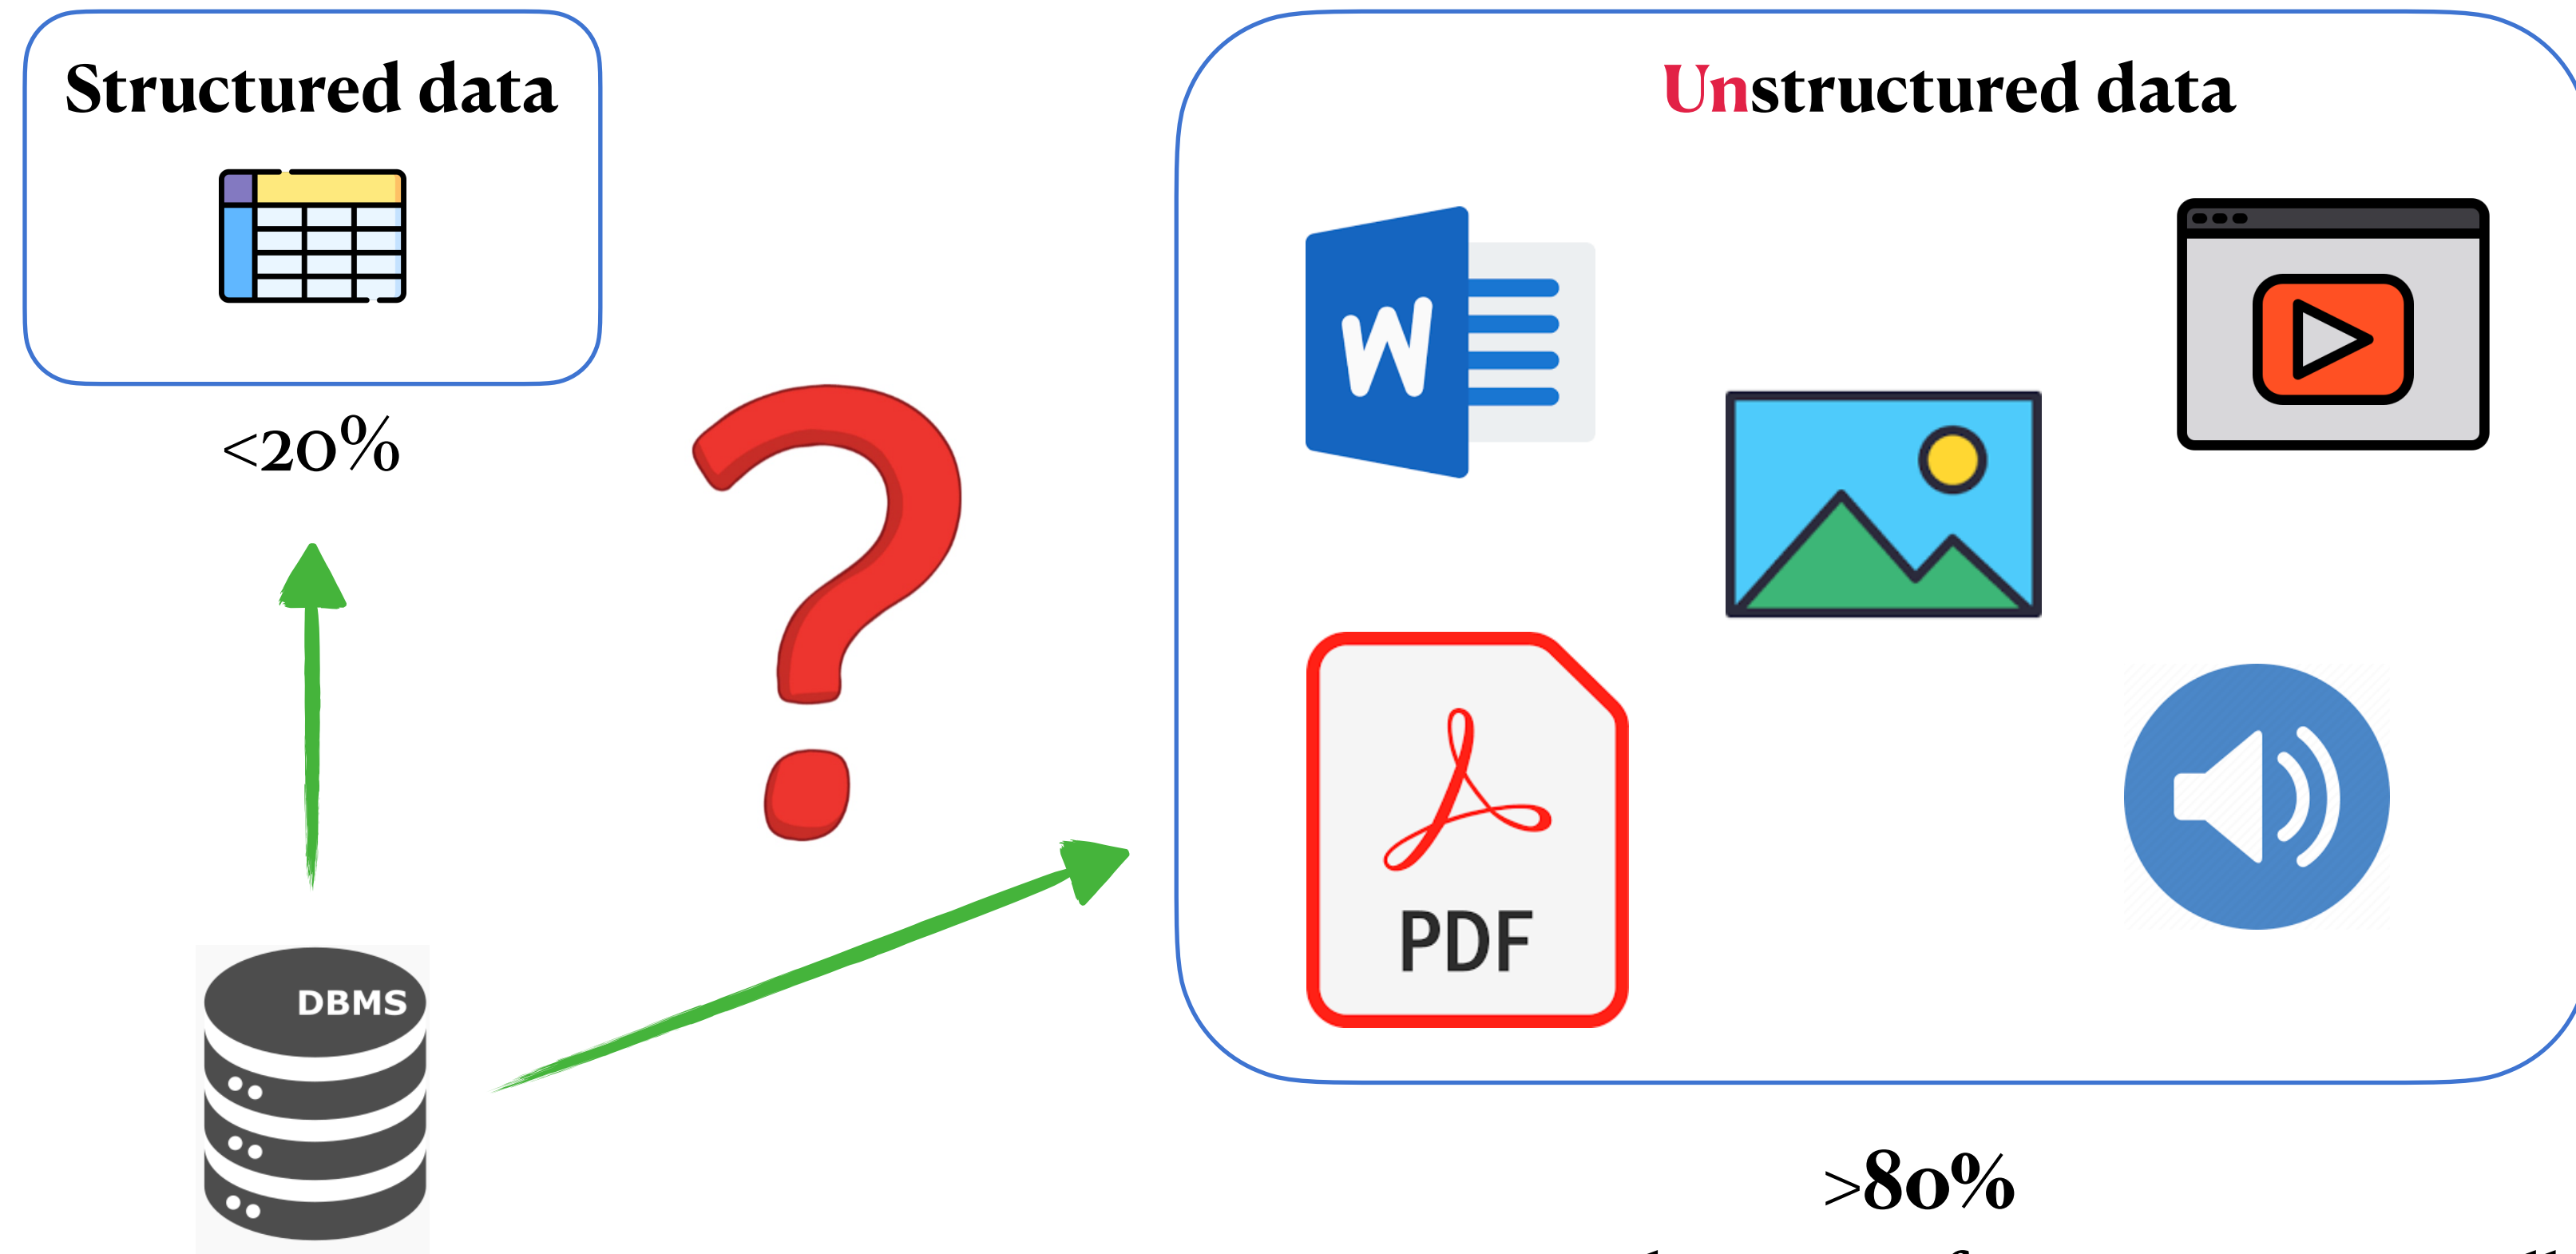 Structured data
<20%
DBMS
Unstructured data
W
PDF
>80%